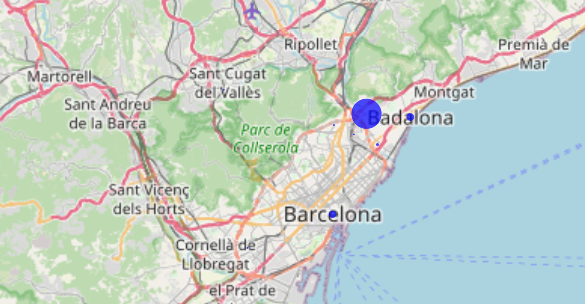 Ripollet
Premià de
Mar
Martorell
Sant Cugat
del Vallès
Montgat
Sant Andreu
de la Barca
Badalona
Parc de
Collserola
Sant Vicenç
dels Horts
Barcelona
Cornellà de
Llobregat
el Prat de